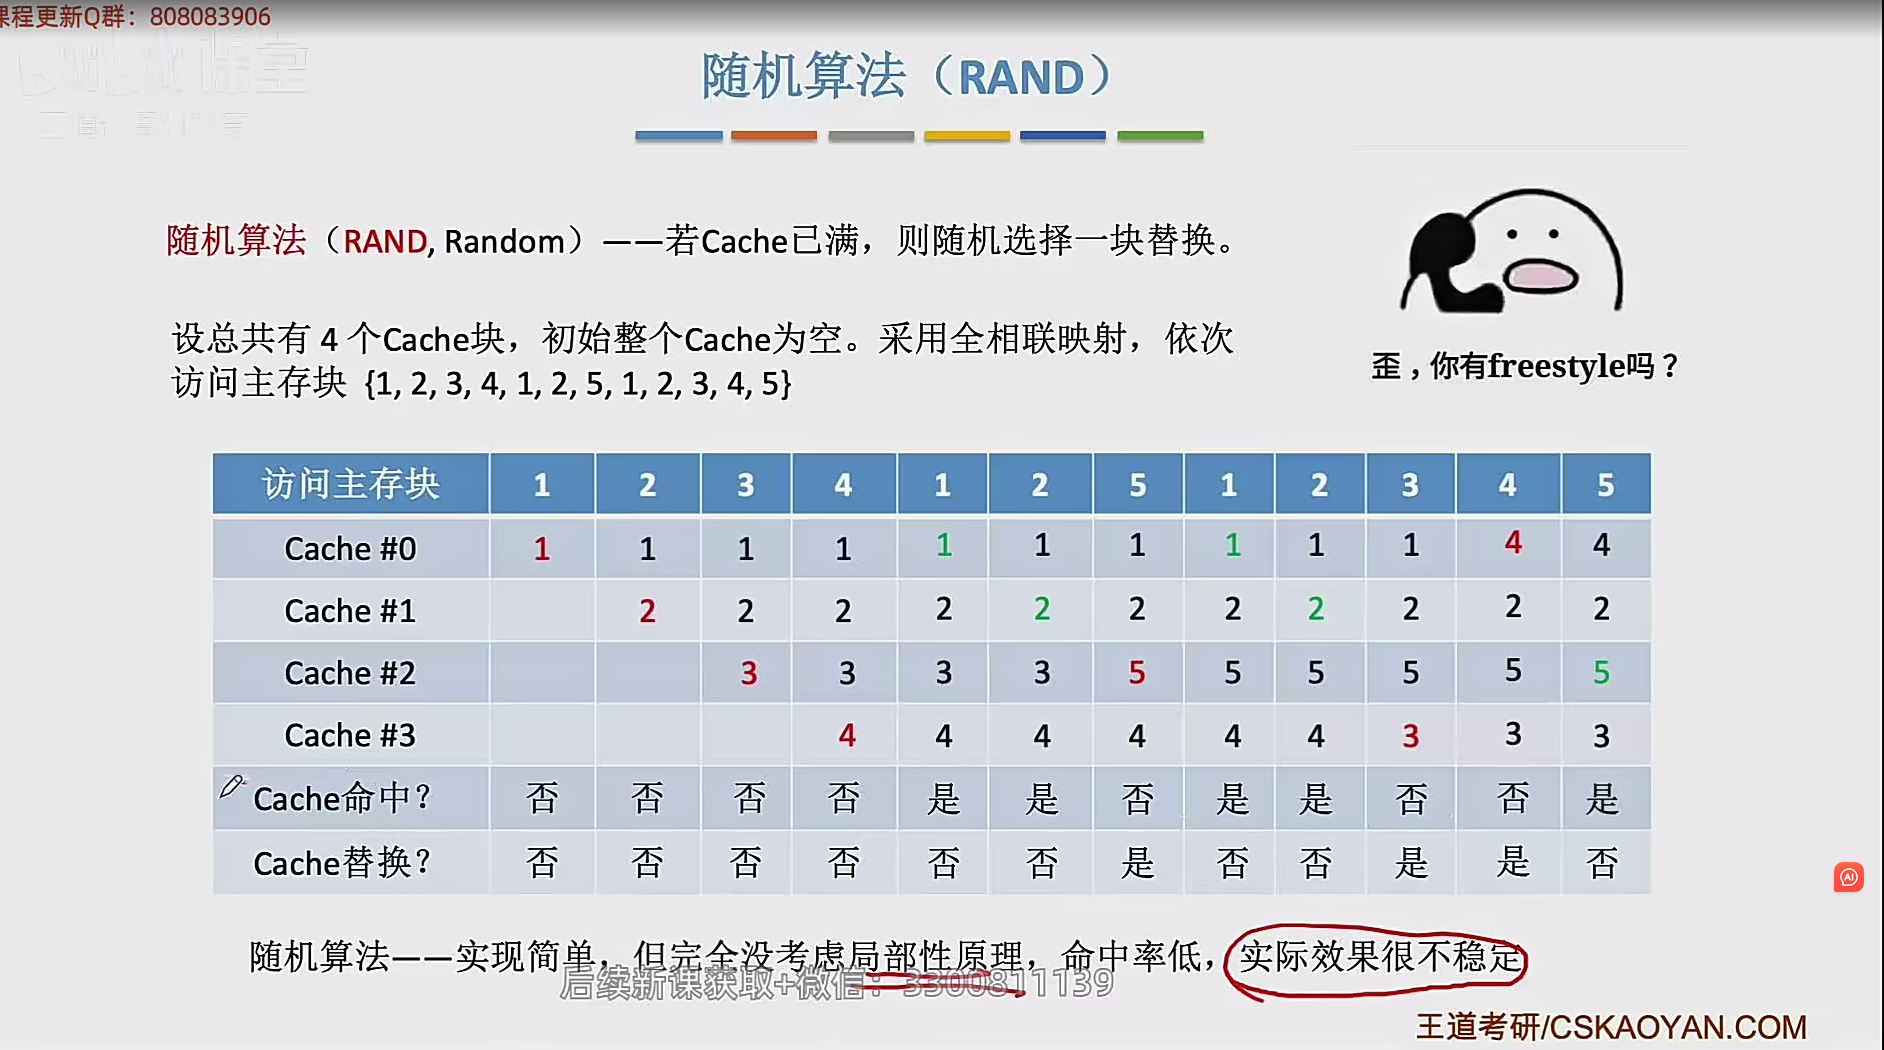 课程更新Q群：808083906
随机算法（RAND）
随机算法（RAND, Random）——若Cache已满，则随机选择一块替换。
设总共有 4 个Cache块，初始整个Cache为空。采用全相联映射，依次
访问主存块 {1, 2, 3, 4, 1, 2, 5, 1, 2, 3, 4, 5}
歪，你有freestyle吗？
访问主存块 1 2 3 4 1 2 5 1 2 3 4 5
Cache #0 1 1 1 1 1 1 1 1 1 1 4 4
Cache #1 2 2 2 2 2 2 2 2 2 2 2
Cache #2 3 3 3 3 5 5 5 5 5 5
Cache #3 4 4 4 4 4 4 3 3 3
Cache命中？ 否 否 否 否 是 是 否 是 是 否 否 是
Cache替换？ 否 否 否 否 否 否 是 否 否 是 是 否
随机算法——实现简单，但完全没考虑局部性原理，命中率低，实际效果很不稳定
后续新课获取+微信：3300811139
王道考研/CSKAOYAN.COM
AI